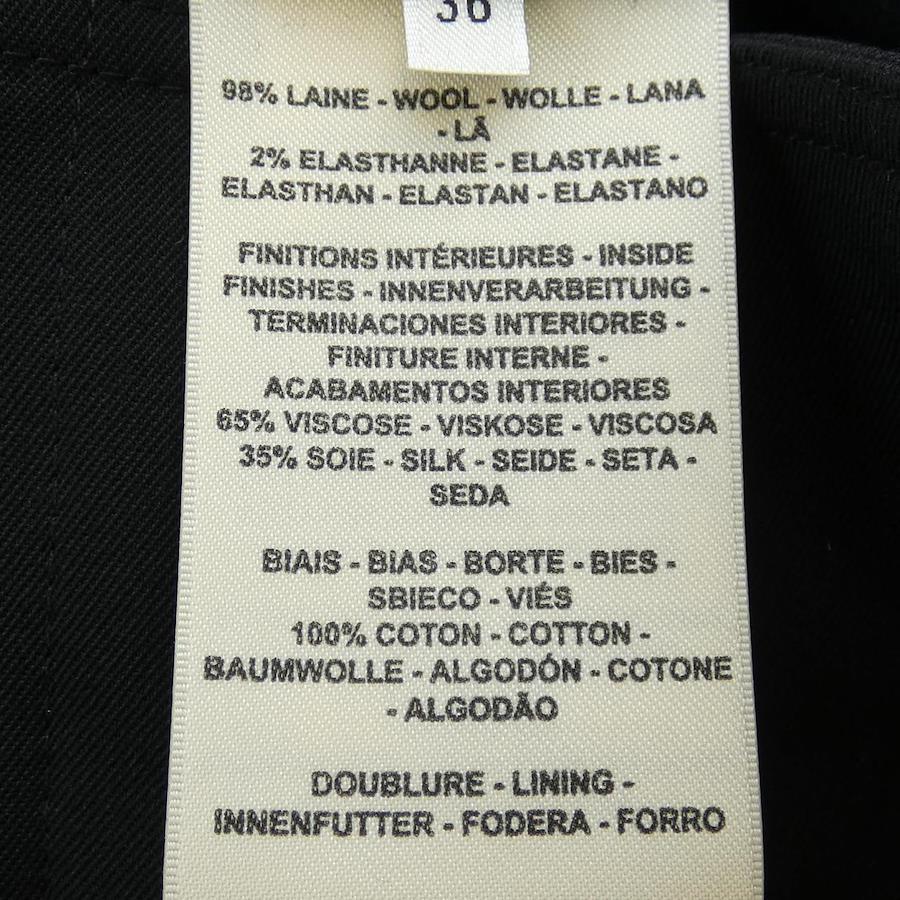 36
98% LAINE - WOOL - WOLLE - LANA
- LÃ
2% ELASTHANNE - ELASTANE -
ELASTHAN - ELASTAN - ELASTANO
FINITIONS INTÉRIEURES - INSIDE
FINISHES - INNENVERARBEITUNG -
TERMINACIONES INTERIORES -
FINITURE INTERNE -
ACABAMENTOS INTERIORES
65% VISCOSE - VISKOSE - VISCOSA
35% SOIE - SILK - SEIDE - SETA -
SEDA
BIAIS - BIAS - BORTE - BIES -
SBIECO - VIÉS
100% COTON - COTTON -
BAUMWOLLE - ALGODÓN - COTONE
- ALGODÃO
DOUBLURE - LINING -
INNENFUTTER - FODERA - FORRO